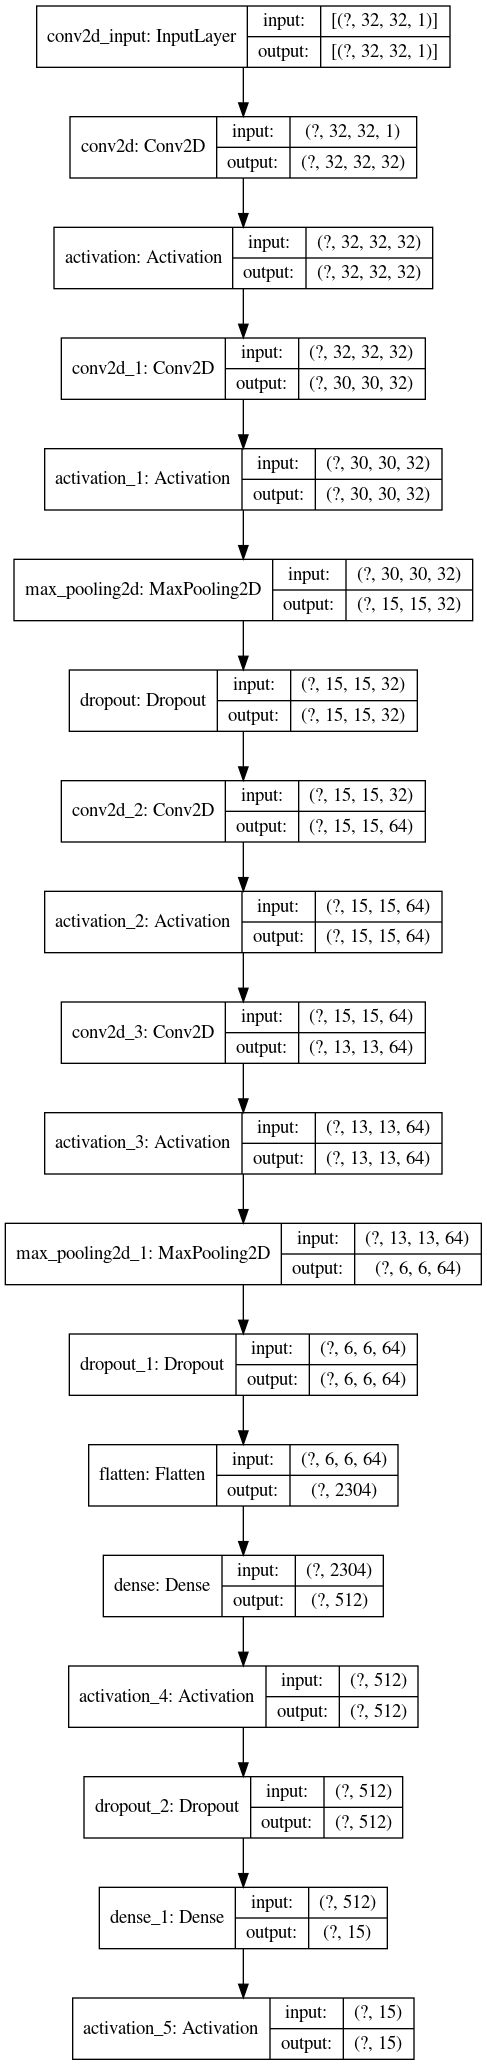 conv2d_input: InputLayer
input: [(?, 32, 32, 1)]
output: [(?, 32, 32, 1)]
conv2d: Conv2D
input: (?, 32, 32, 1)
output: (?, 32, 32, 32)
activation: Activation
input: (?, 32, 32, 32)
output: (?, 32, 32, 32)
conv2d_1: Conv2D
input: (?, 32, 32, 32)
output: (?, 30, 30, 32)
activation_1: Activation
input: (?, 30, 30, 32)
output: (?, 30, 30, 32)
max_pooling2d: MaxPooling2D
input: (?, 30, 30, 32)
output: (?, 15, 15, 32)
dropout: Dropout
input: (?, 15, 15, 32)
output: (?, 15, 15, 32)
conv2d_2: Conv2D
input: (?, 15, 15, 32)
output: (?, 15, 15, 64)
activation_2: Activation
input: (?, 15, 15, 64)
output: (?, 15, 15, 64)
conv2d_3: Conv2D
input: (?, 15, 15, 64)
output: (?, 13, 13, 64)
activation_3: Activation
input: (?, 13, 13, 64)
output: (?, 13, 13, 64)
max_pooling2d_1: MaxPooling2D
input: (?, 13, 13, 64)
output: (?, 6, 6, 64)
dropout_1: Dropout
input: (?, 6, 6, 64)
output: (?, 6, 6, 64)
flatten: Flatten
input: (?, 6, 6, 64)
output: (?, 2304)
dense: Dense
input: (?, 2304)
output: (?, 512)
activation_4: Activation
input: (?, 512)
output: (?, 512)
dropout_2: Dropout
input: (?, 512)
output: (?, 512)
dense_1: Dense
input: (?, 512)
output: (?, 15)
activation_5: Activation
input: (?, 15)
output: (?, 15)